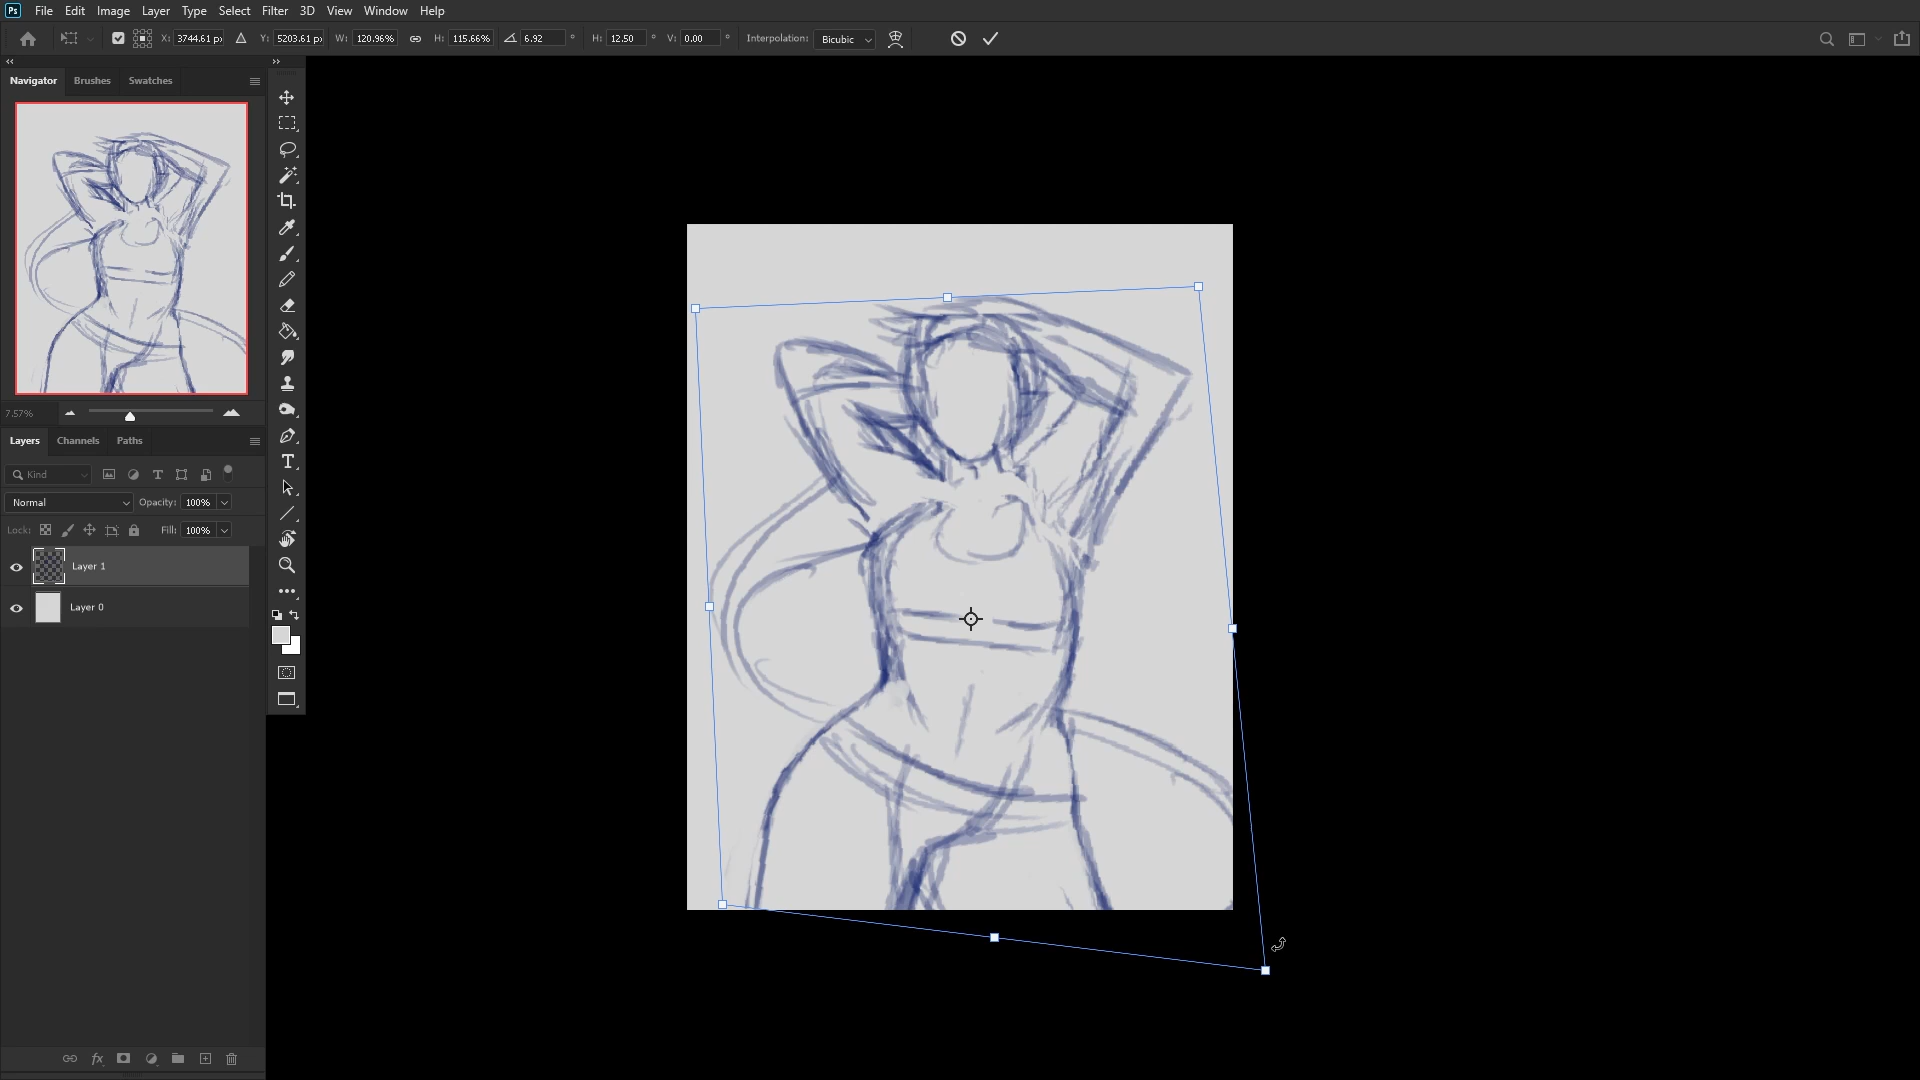 Ps File Edit Image Layer Type Select Filter 3D View Window Help
X: 3744.61 px Y: 5203.61 px W: 120.96% H: 115.66% 6.92 ° H: 12.50 ° V: 0.00 ° Interpolation: Bicubic
Navigator Brushes Swatches
7.57%
Layers Channels Paths
Kind
Normal Opacity: 100%
Lock: Fill: 100%
Layer 1
Layer 0
fx